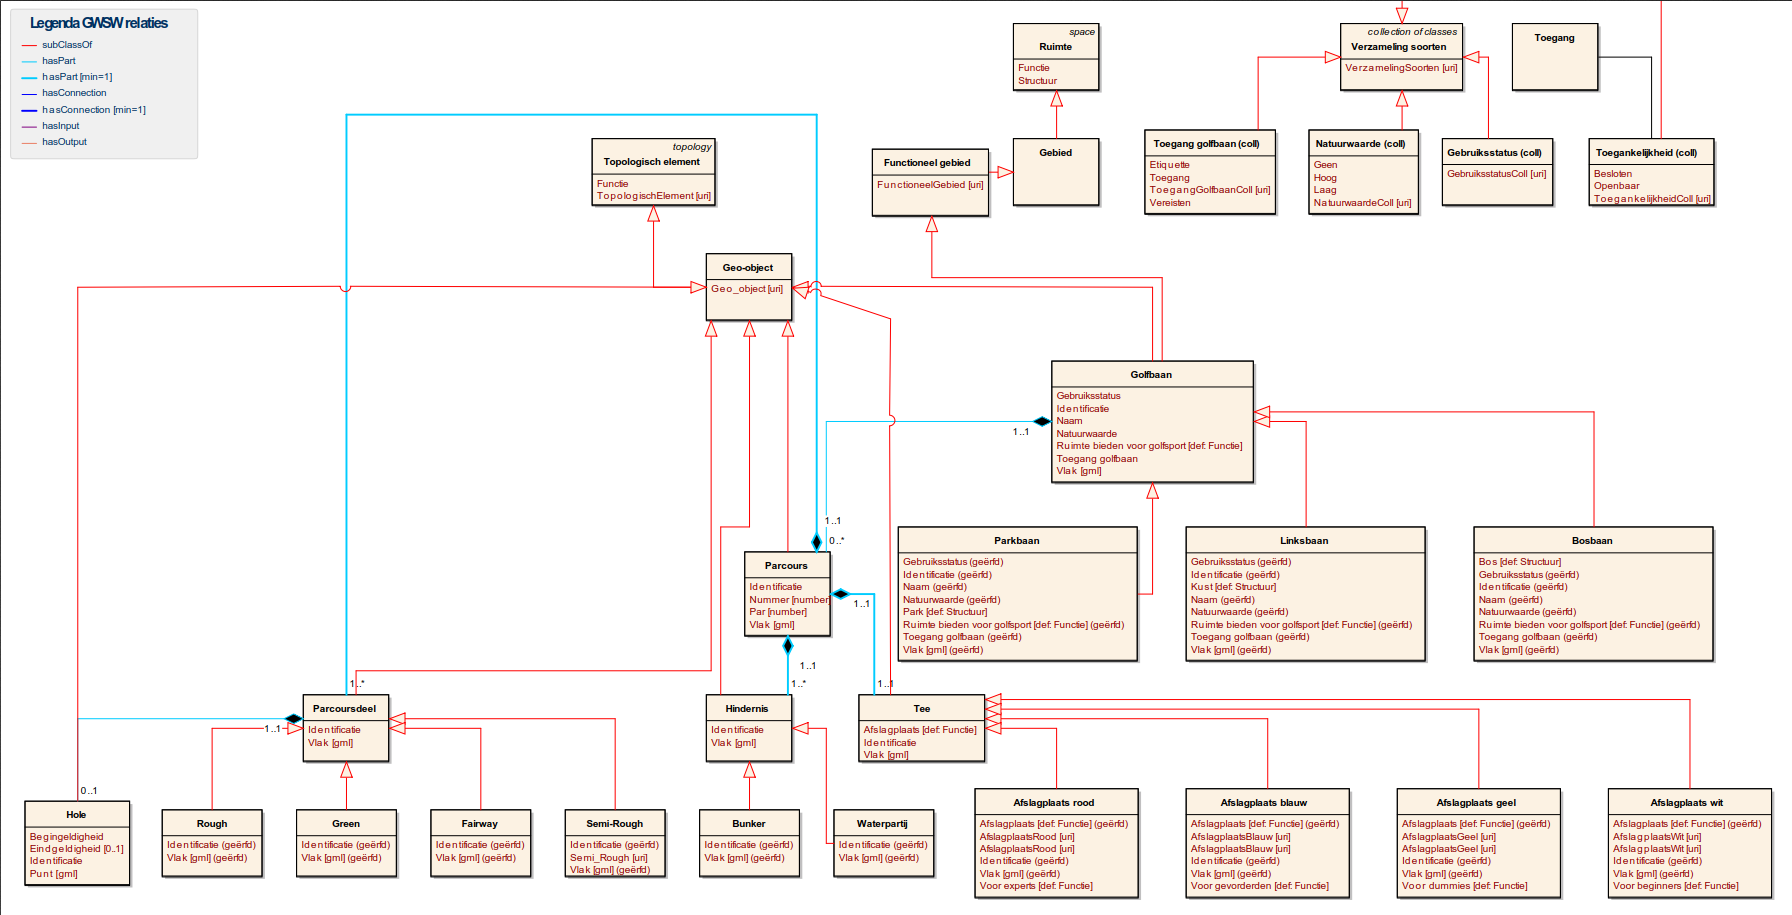 Legenda GWSW relaties
subClassOf
hasPart
hasPart [min=1]
hasConnection
hasConnection [min=1]
hasInput
hasOutput
space
Ruimte
Functie
Structuur
collection of classes
Verzameling soorten
VerzamelingSoorten [uri]
Toegang
topology
Topologisch element
Functie
TopologischElement [uri]
Functioneel gebied
FunctioneelGebied [uri]
Gebied
Toegang golfbaan (coll)
Etiquette
Toegang
ToegangGolfbaanColl [uri]
Vereisten
Natuurwaarde (coll)
Geen
Hoog
Laag
NatuurwaardeColl [uri]
Gebruiksstatus (coll)
GebruiksstatusColl [uri]
Toegankelijkheid (coll)
Besloten
Openbaar
ToegankelijkheidColl [uri]
Geo-object
Geo_object [uri]
Golfbaan
Gebruiksstatus
Identificatie
Naam
Natuurwaarde
Ruimte bieden voor golfsport [def: Functie]
Toegang golfbaan
Vlak [gml]
1..1
1..1
0..*
Parcours
Identificatie
Nummer [number]
Par [number]
Vlak [gml]
1..1
1..1
1..*
1..1
1..*
Parkbaan
Gebruiksstatus (geërfd)
Identificatie (geërfd)
Naam (geërfd)
Natuurwaarde (geërfd)
Park [def: Structuur]
Ruimte bieden voor golfsport [def: Functie] (geërfd)
Toegang golfbaan (geërfd)
Vlak [gml] (geërfd)
Linksbaan
Gebruiksstatus (geërfd)
Identificatie (geërfd)
Kust [def: Structuur]
Naam (geërfd)
Natuurwaarde (geërfd)
Ruimte bieden voor golfsport [def: Functie] (geërfd)
Toegang golfbaan (geërfd)
Vlak [gml] (geërfd)
Bosbaan
Bos [def: Structuur]
Gebruiksstatus (geërfd)
Identificatie (geërfd)
Naam (geërfd)
Natuurwaarde (geërfd)
Ruimte bieden voor golfsport [def: Functie] (geërfd)
Toegang golfbaan (geërfd)
Vlak [gml] (geërfd)
Parcoursdeel
Identificatie
Vlak [gml]
1..1
Hindernis
Identificatie
Vlak [gml]
Tee
Afslagplaats [def: Functie]
Identificatie
Vlak [gml]
0..1
Hole
Begingeldigheid
Eindgeldigheid [0..1]
Identificatie
Punt [gml]
Rough
Identificatie (geërfd)
Vlak [gml] (geërfd)
Green
Identificatie (geërfd)
Vlak [gml] (geërfd)
Fairway
Identificatie (geërfd)
Vlak [gml] (geërfd)
Semi-Rough
Identificatie (geërfd)
Semi_Rough [uri]
Vlak [gml] (geërfd)
Bunker
Identificatie (geërfd)
Vlak [gml] (geërfd)
Waterpartij
Identificatie (geërfd)
Vlak [gml] (geërfd)
Afslagplaats rood
Afslagplaats [def: Functie] (geërfd)
AfslagplaatsRood [uri]
AfslagplaatsRood [uri]
Identificatie (geërfd)
Vlak [gml] (geërfd)
Voor experts [def: Functie]
Afslagplaats blauw
Afslagplaats [def: Functie] (geërfd)
AfslagplaatsBlauw [uri]
AfslagplaatsBlauw [uri]
Identificatie (geërfd)
Vlak [gml] (geërfd)
Voor gevorderden [def: Functie]
Afslagplaats geel
Afslagplaats [def: Functie] (geërfd)
AfslagplaatsGeel [uri]
AfslagplaatsGeel [uri]
Identificatie (geërfd)
Vlak [gml] (geërfd)
Voor dummies [def: Functie]
Afslagplaats wit
Afslagplaats [def: Functie] (geërfd)
AfslagplaatsWit [uri]
AfslagplaatsWit [uri]
Identificatie (geërfd)
Vlak [gml] (geërfd)
Voor beginners [def: Functie]